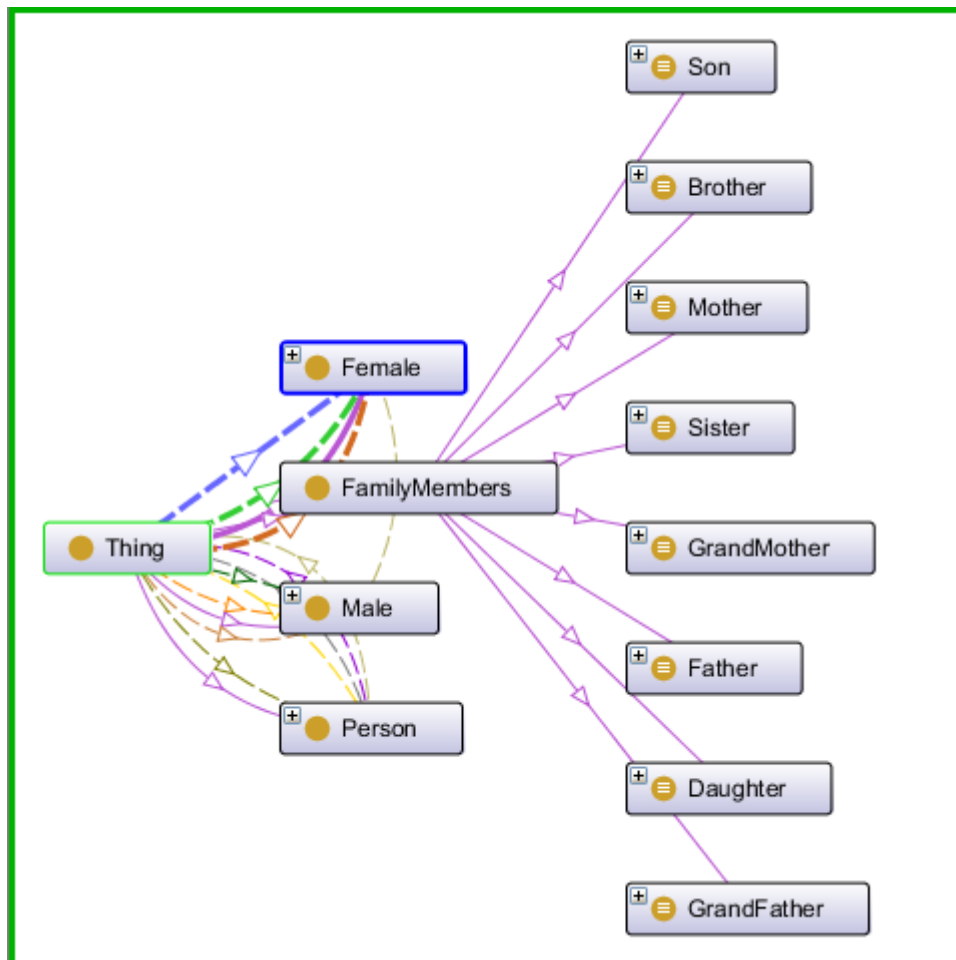 Son
Brother
Mother
Female
Sister
FamilyMembers
Thing
GrandMother
Male
Father
Person
Daughter
GrandFather